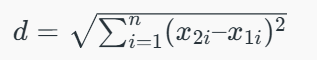 d = √∑ⁿᵢ₌₁(x₂ᵢ−x₁ᵢ)²